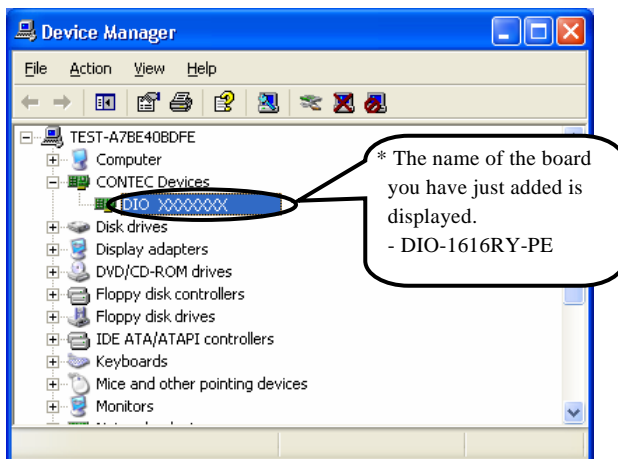 Device Manager
File Action View Help
TEST-A7BE40BDFE
Computer
CONTEC Devices
DIO XXXXXXXX
Disk drives
Display adapters
DVD/CD-ROM drives
Floppy disk controllers
Floppy disk drives
IDE ATA/ATAPI controllers
Keyboards
Mice and other pointing devices
Monitors
* The name of the board
you have just added is
displayed.
- DIO-1616RY-PE